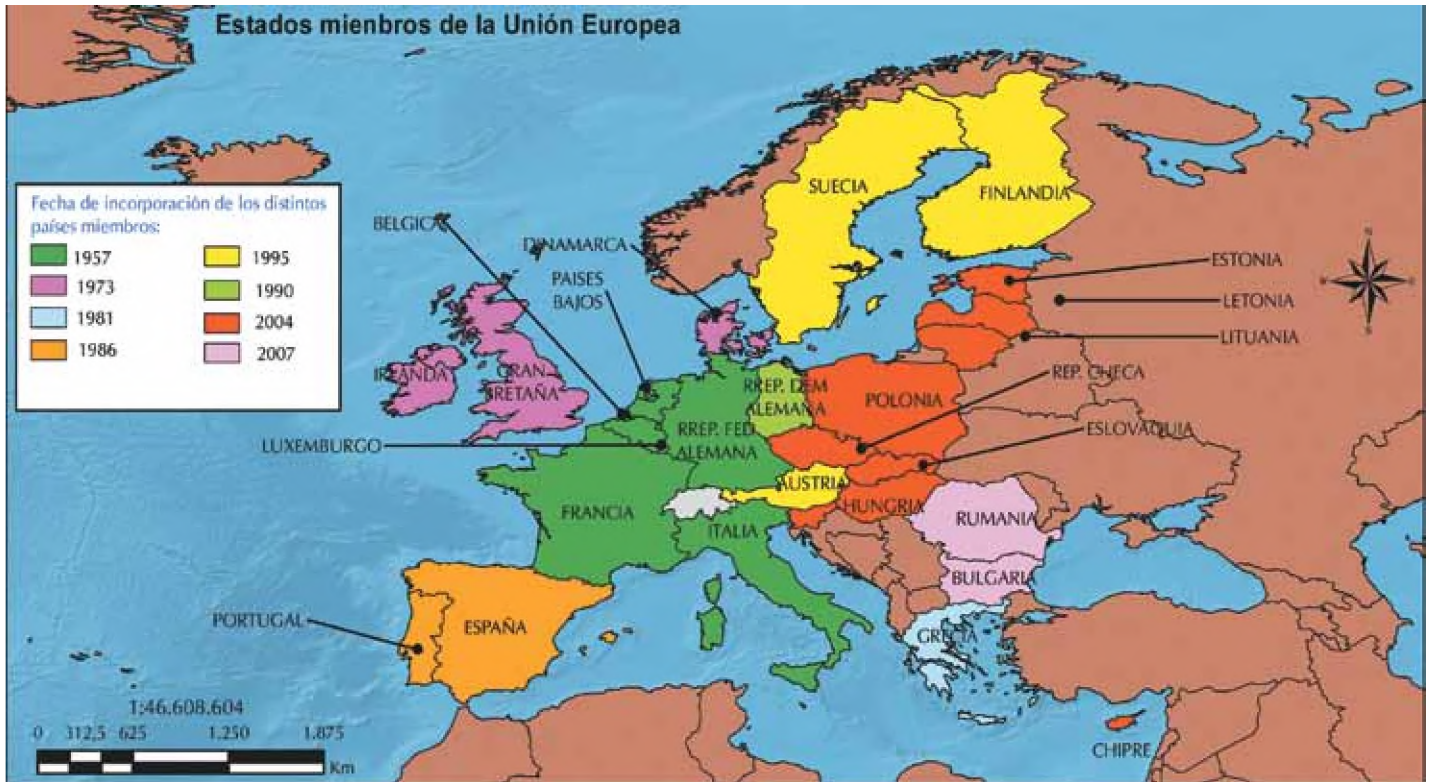 Estados mienbros de la Unión Europea
Fecha de incorporación de los distintos
países miembros:
1957
1973
1981
1986
1995
1990
2004
2007
BELGICA
DINAMARCA
PAISES
BAJOS
SUECIA
FINLANDIA
ESTONIA
LETONIA
LITUANIA
IRLANDA
GRAN
BRETAÑA
RREP. DEM
ALEMANA
POLONIA
REP. CHECA
LUXEMBURGO
RREP. FED
ALEMANA
ESLOVAQUIA
AUSTRIA
HUNGRIA
FRANCIA
ITALIA
RUMANIA
BULGARIA
PORTUGAL
ESPAÑA
GRECIA
CHIPRE
1:46.608.604
0 312,5 625 1.250 1.875
Km